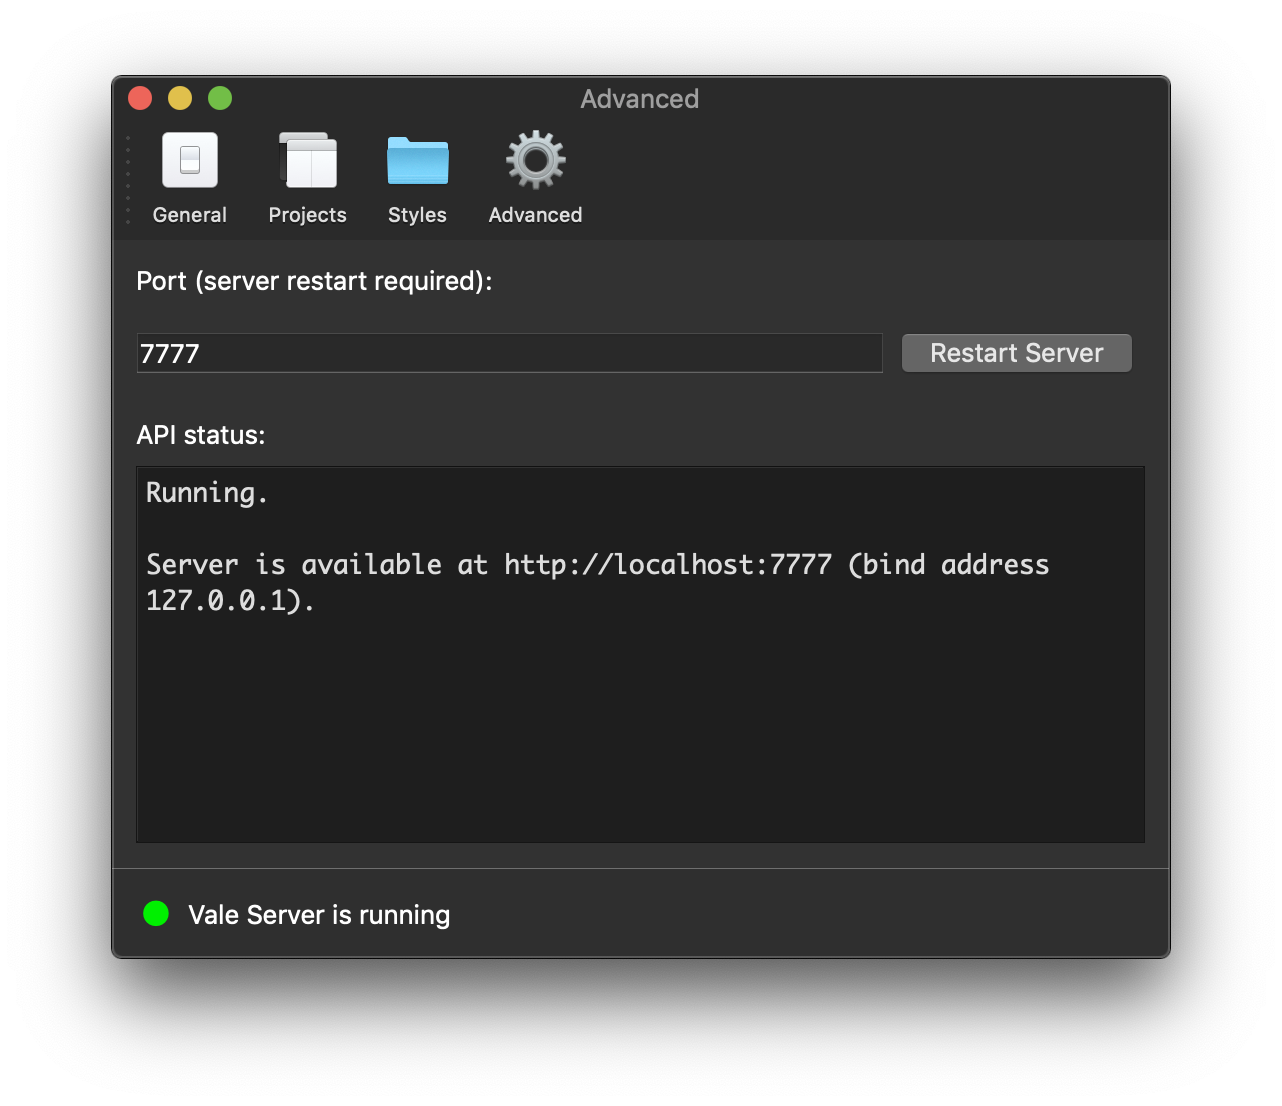 Advanced
General Projects Styles Advanced
Port (server restart required):
7777 Restart Server
API status:
Running.
Server is available at http://localhost:7777 (bind address
127.0.0.1).
Vale Server is running